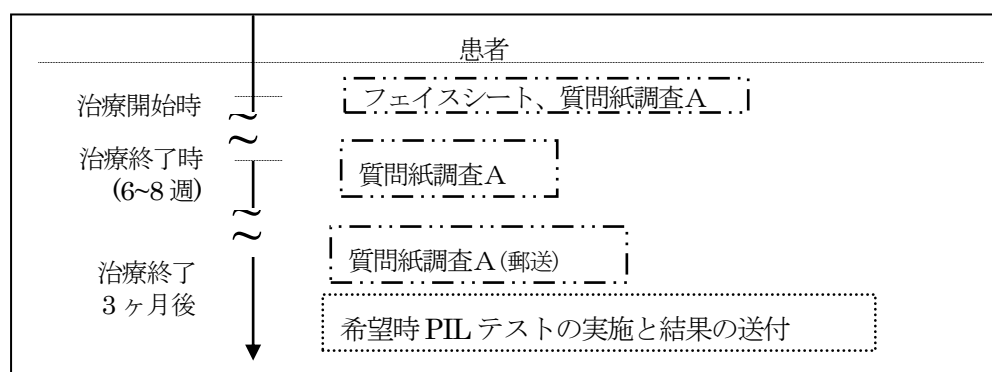 患者
治療開始時
フェイスシート、質問紙調査A
治療終了時
(6~8週)
質問紙調査A
質問紙調査A(郵送)
治療終了
3ヶ月後
希望時PILテストの実施と結果の送付